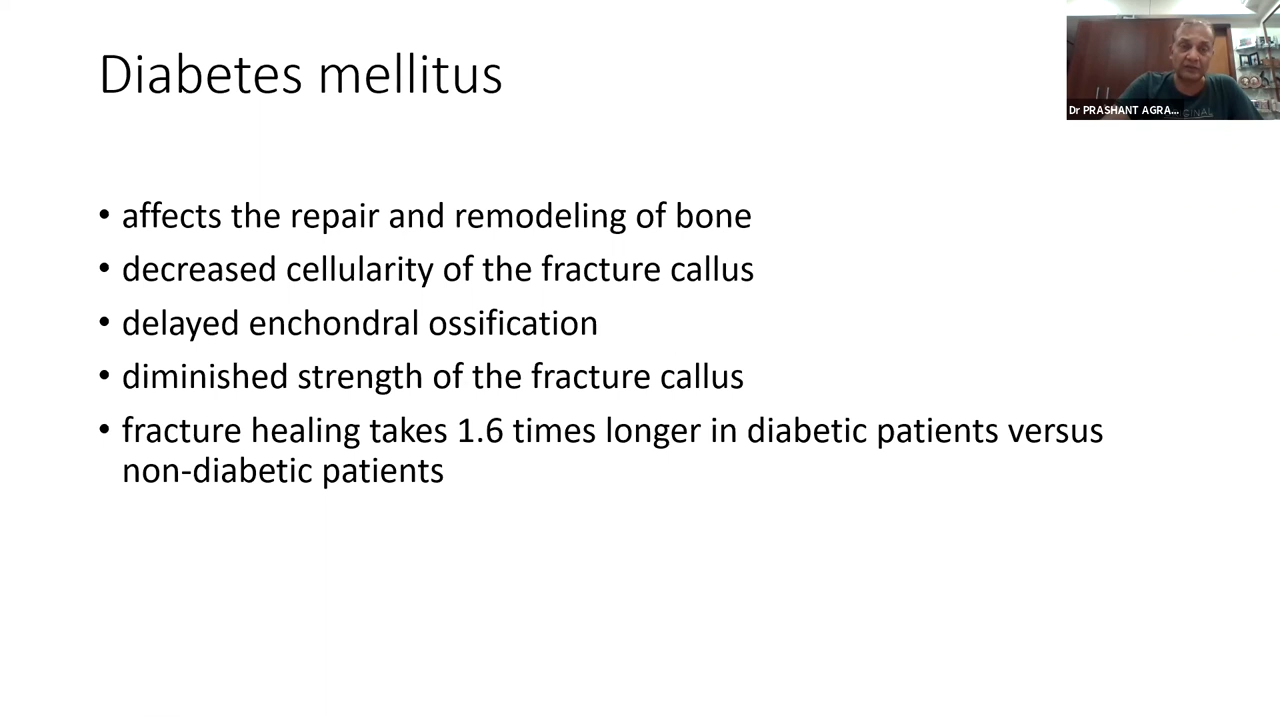 Diabetes mellitus
Dr PRASHANT AGRA...
GINAL
• affects the repair and remodeling of bone
• decreased cellularity of the fracture callus
• delayed enchondral ossification
• diminished strength of the fracture callus
• fracture healing takes 1.6 times longer in diabetic patients versus
non-diabetic patients